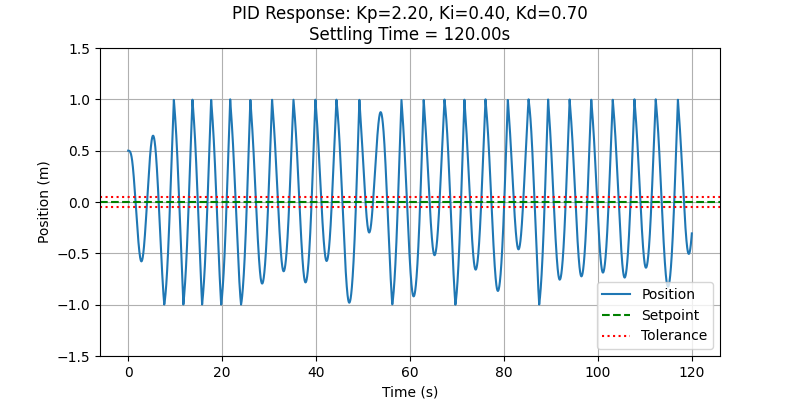 PID Response: Kp=2.20, Ki=0.40, Kd=0.70
Settling Time = 120.00s
1.5
1.0
0.5
0.0
−0.5
−1.0
−1.5
Position (m)
0
20
40
60
80
100
120
Time (s)
Position
Setpoint
Tolerance